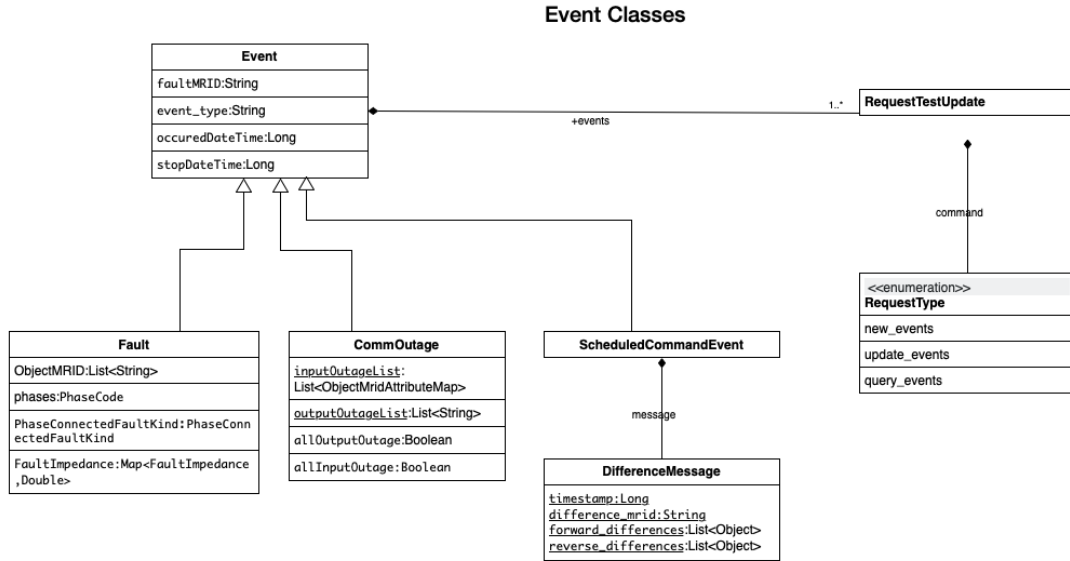 Event Classes
Event
faultMRID:String
event_type:String
occuredDateTime:Long
stopDateTime:Long
1..*
+events
RequestTestUpdate
command
<<enumeration>>
RequestType
new_events
update_events
query_events
Fault
ObjectMRID:List<String>
phases:PhaseCode
PhaseConnectedFaultKind:PhaseConn
ectedFaultKind
FaultImpedance:Map<FaultImpedance
,Double>
CommOutage
inputOutageList:
List<ObjectMridAttributeMap>
outputOutageList:List<String>
allOutputOutage:Boolean
allInputOutage:Boolean
ScheduledCommandEvent
message
DifferenceMessage
timestamp:Long
difference_mrid:String
forward_differences:List<Object>
reverse_differences:List<Object>